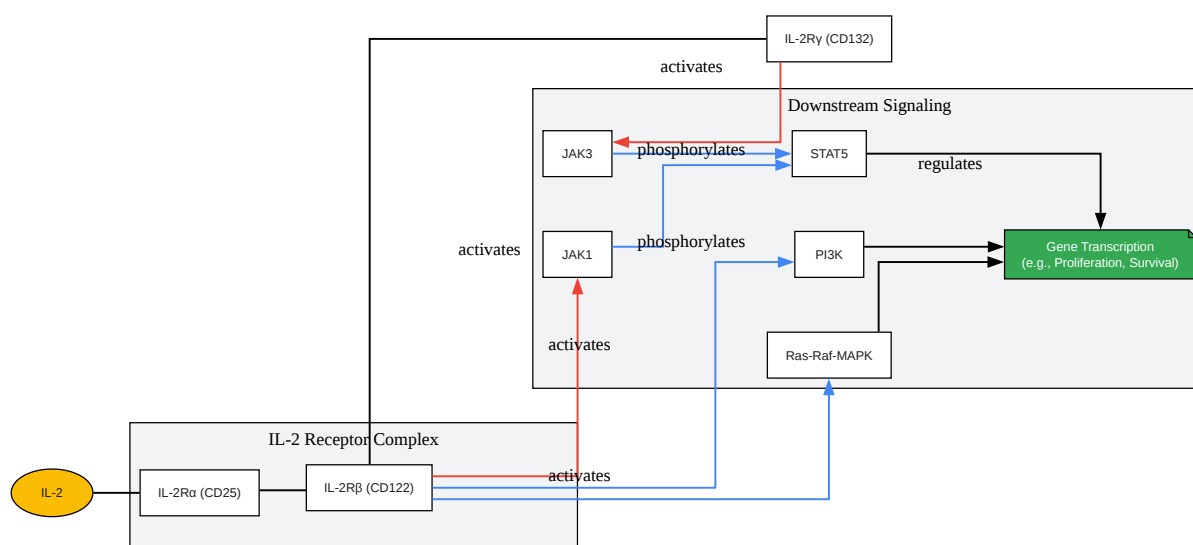 IL-2Rγ (CD132)
activates
Downstream Signaling
JAK3
phosphorylates
STAT5
regulates
activates
JAK1
phosphorylates
PI3K
Gene Transcription
(e.g., Proliferation, Survival)
activates
Ras-Raf-MAPK
IL-2 Receptor Complex
IL-2
IL-2Rα (CD25)
IL-2Rβ (CD122)
activates